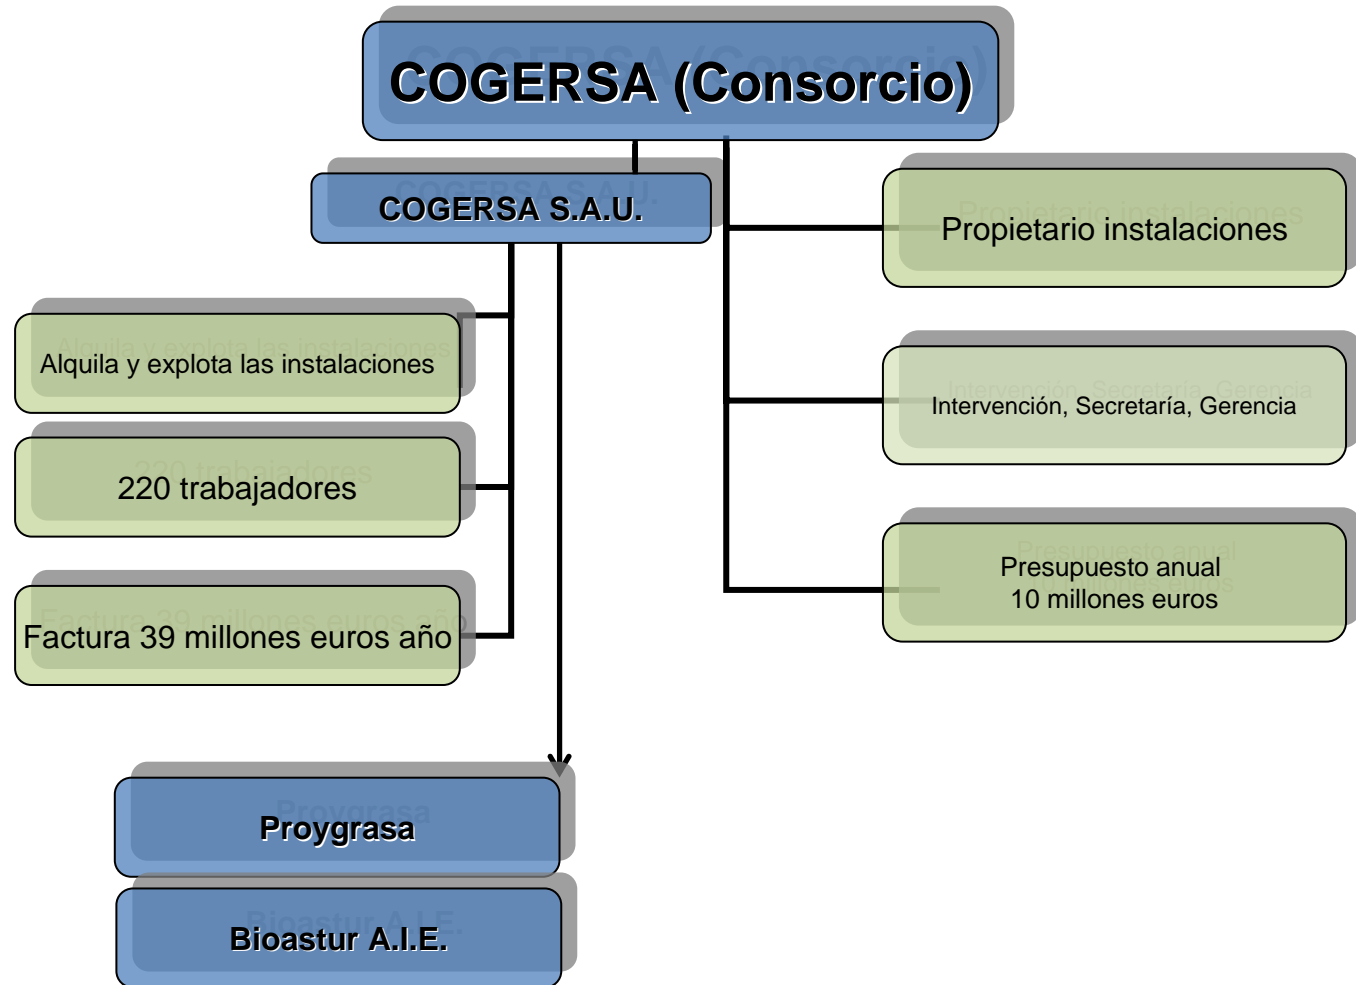 COGERSA (Consorcio)
COGERSA S.A.U.
Propietario instalaciones
Alquila y explota las instalaciones
Intervención, Secretaría, Gerencia
220 trabajadores
Presupuesto anual
10 millones euros
Factura 39 millones euros año
Proygrasa
Bioastur A.I.E.